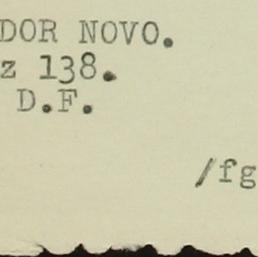 DOR NOVO.
z 138.
D.F.
/fg